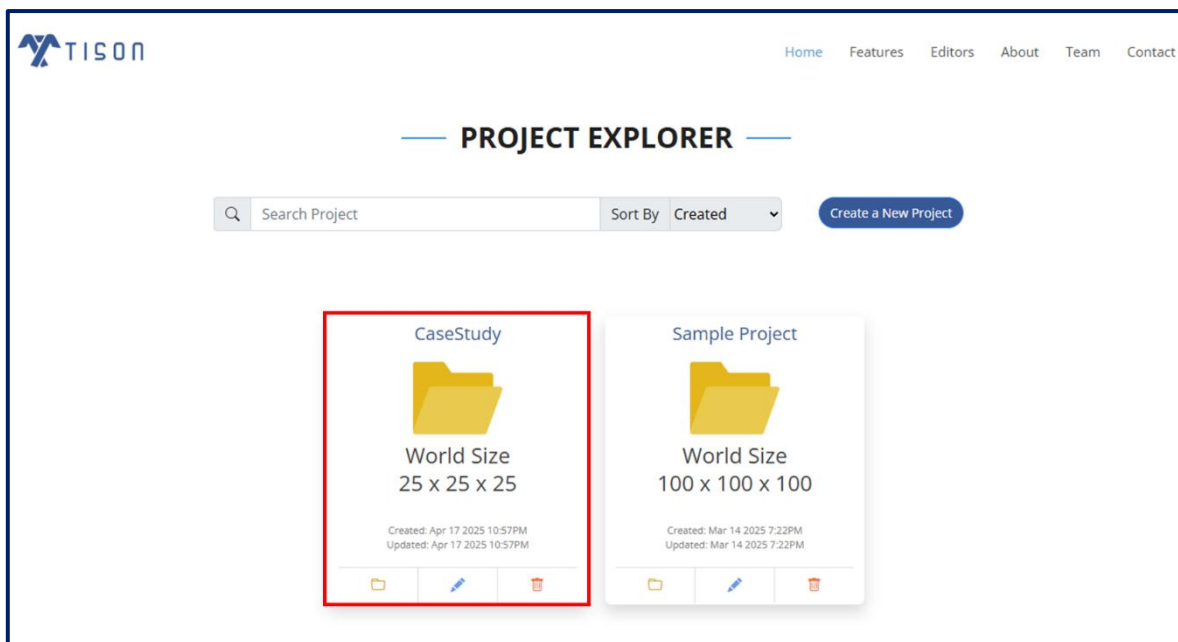 TISON
Home Features Editors About Team Contact
PROJECT EXPLORER
Search Project Sort By Created Create a New Project
CaseStudy
World Size
25 x 25 x 25
Created: Apr 17 2025 10:57PM
Updated: Apr 17 2025 10:57PM
Sample Project
World Size
100 x 100 x 100
Created: Mar 14 2025 7:22PM
Updated: Mar 14 2025 7:22PM